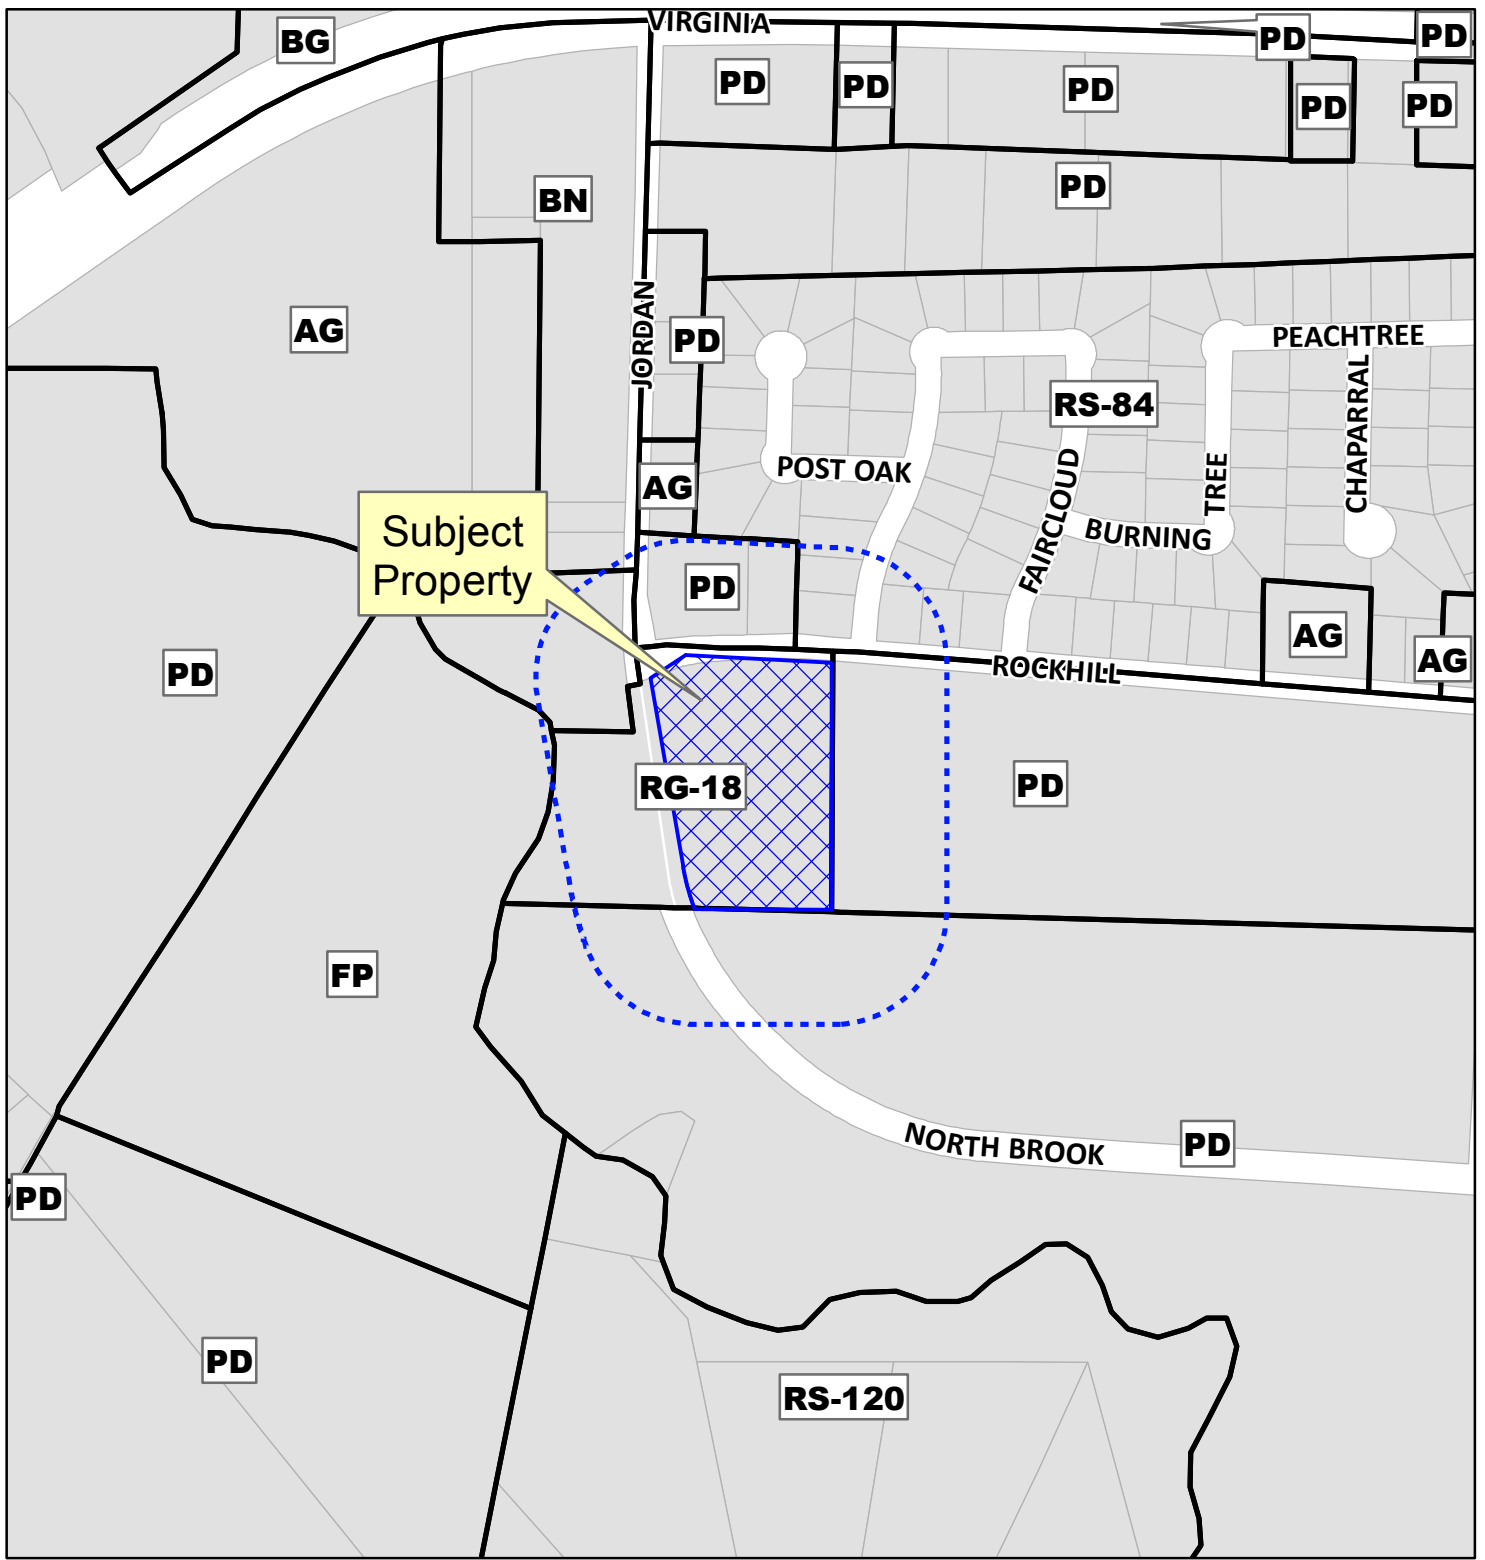 VIRGINIA
BG
PD
PD
PD
PD
PD
PD
PD
BN
PD
AG
JORDAN
PD
PEACHTREE
RS-84
CHAPARRAL
POST OAK
AG
TREE
FAIRCLOUD
BURNING
Subject
Property
PD
AG
AG
ROCKHILL
PD
RG-18
PD
FP
NORTH BROOK
PD
PD
PD
RS-120